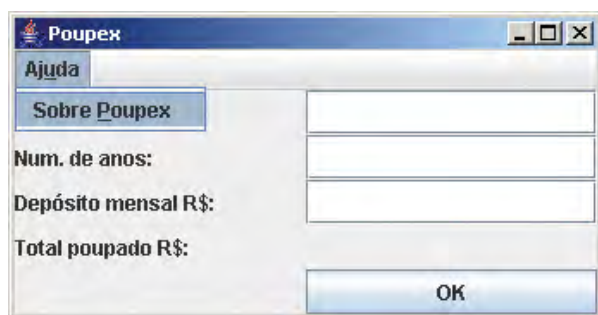 Poupex
Ajuda
Sobre Poupex
Num. de anos:
Depósito mensal R$:
Total poupado R$:
OK